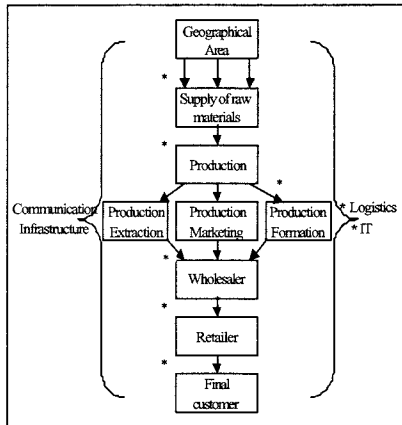 Geographical
Area
*
Supply of raw
materials
*
Production
*
Communication
Infrastructure
Production
Extraction
Production
Marketing
Production
Formation
* Logistics
* IT
*
Wholesaler
*
Retailer
*
Final
customer